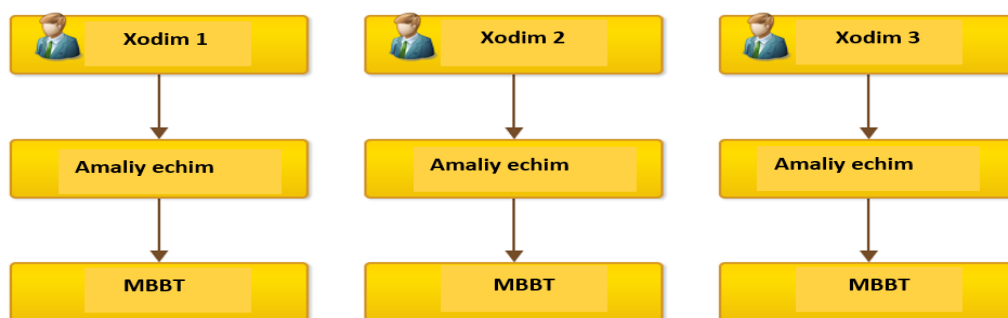 Xodim 1
Xodim 2
Xodim 3
Amaliy echim
Amaliy echim
Amaliy echim
MBBT
MBBT
MBBT